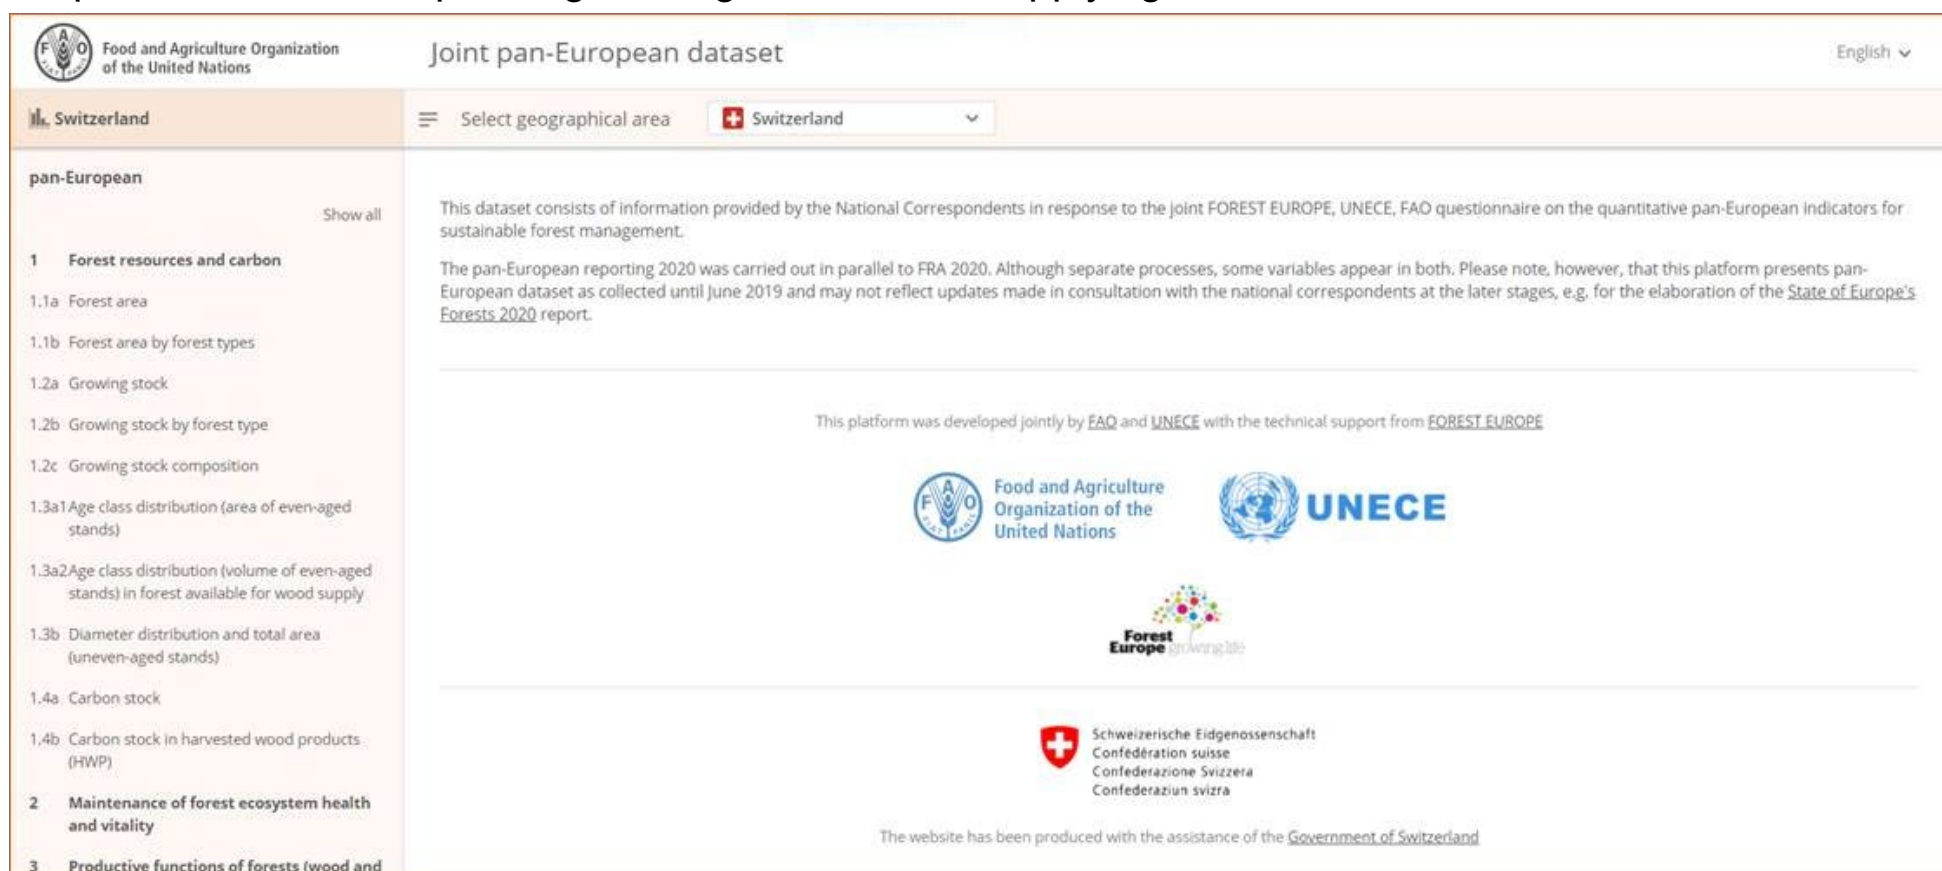 Food and Agriculture Organization
of the United Nations
Joint pan-European dataset
English
Switzerland
Select geographical area
Switzerland
pan-European
Show all
1 Forest resources and carbon
1.1a Forest area
1.1b Forest area by forest types
1.2a Growing stock
1.2b Growing stock by forest type
1.2c Growing stock composition
1.3a1 Age class distribution (area of even-aged
stands)
1.3a2 Age class distribution (volume of even-aged
stands) in forest available for wood supply
1.3b Diameter distribution and total area
(uneven-aged stands)
1.4a Carbon stock
1.4b Carbon stock in harvested wood products
(HWP)
2 Maintenance of forest ecosystem health
and vitality
3 Productive functions of forests (wood and
This dataset consists of information provided by the National Correspondents in response to the joint FOREST EUROPE, UNECE, FAO questionnaire on the quantitative pan-European indicators for
sustainable forest management.
The pan-European reporting 2020 was carried out in parallel to FRA 2020. Although separate processes, some variables appear in both. Please note, however, that this platform presents pan-
European dataset as collected until June 2019 and may not reflect updates made in consultation with the national correspondents at the later stages, e.g. for the elaboration of the State of Europe's
Forests 2020 report.
This platform was developed jointly by FAO and UNECE with the technical support from FOREST EUROPE
Food and Agriculture
Organization of the
United Nations
UNECE
Forest
Europe growing life
Schweizerische Eidgenossenschaft
Confédération suisse
Confederazione Svizzera
Confederaziun svizra
The website has been produced with the assistance of the Government of Switzerland